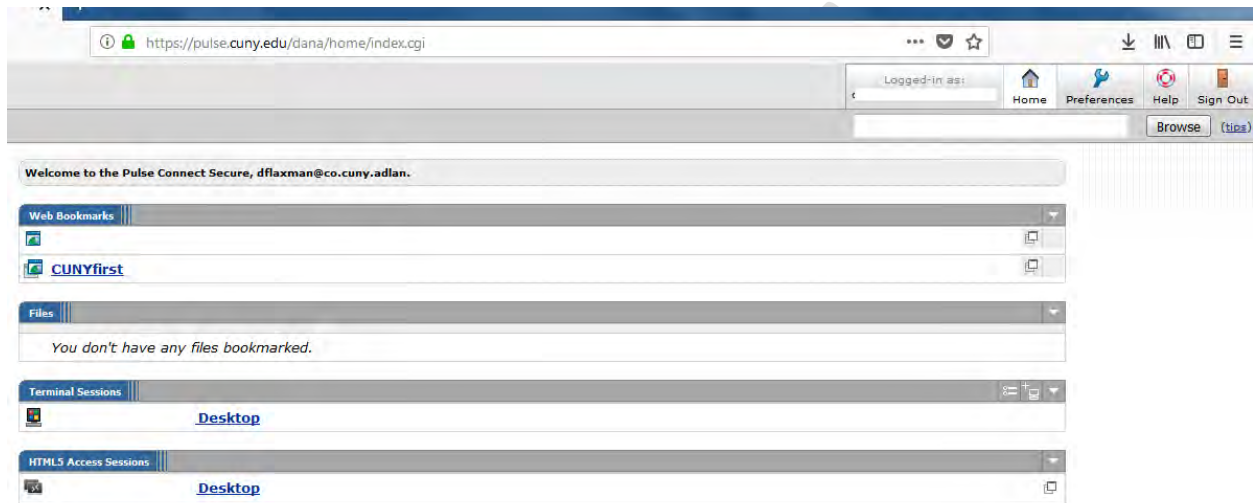 https://pulse.cuny.edu/dana/home/index.cgi
Logged-in as:
Home
Preferences
Help
Sign Out
Browse
(tips)
Welcome to the Pulse Connect Secure, dflaxman@co.cuny.adlan.
Web Bookmarks
CUNYfirst
Files
You don't have any files bookmarked.
Terminal Sessions
Desktop
HTML5 Access Sessions
Desktop